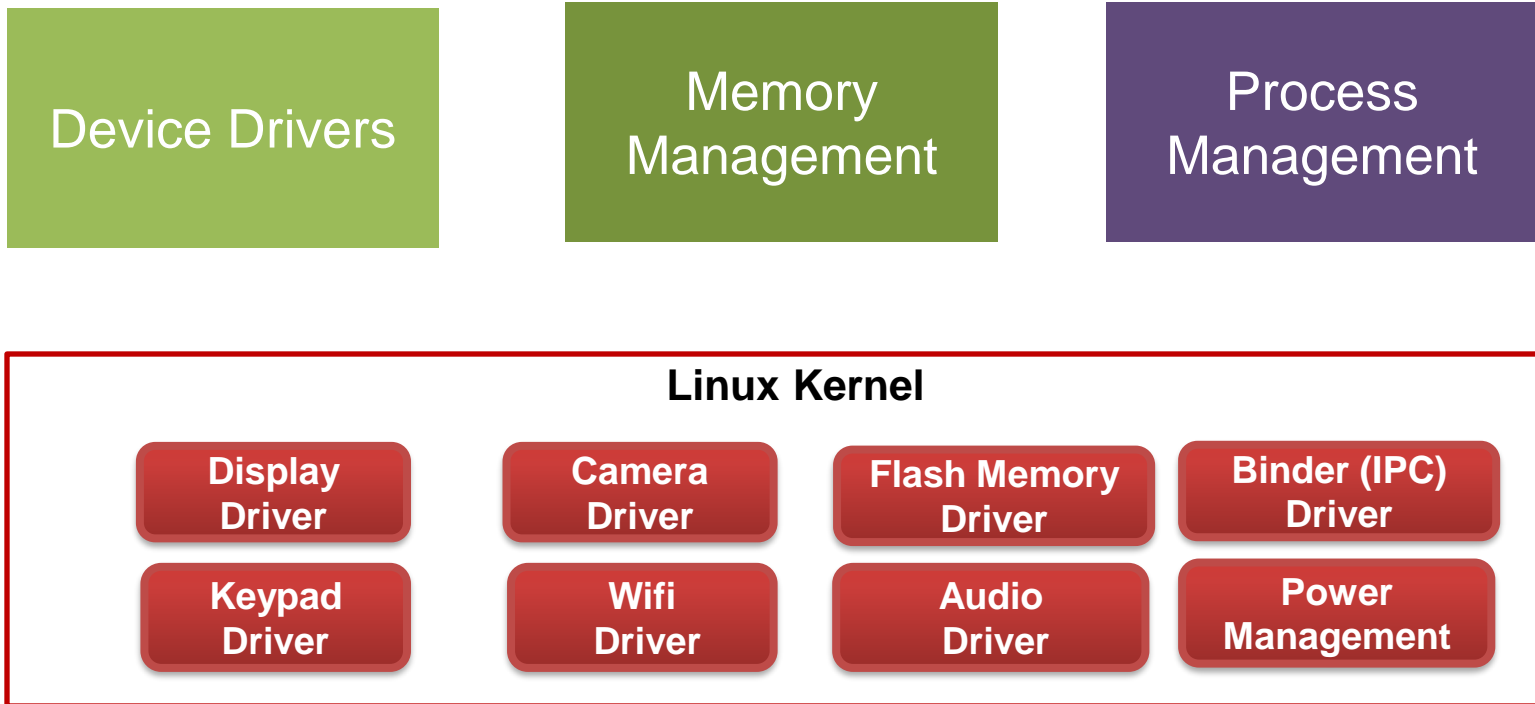 Device Drivers
Memory
Management
Process
Management
Linux Kernel
Display
Driver
Camera
Driver
Flash Memory
Driver
Binder (IPC)
Driver
Keypad
Driver
Wifi
Driver
Audio
Driver
Power
Management